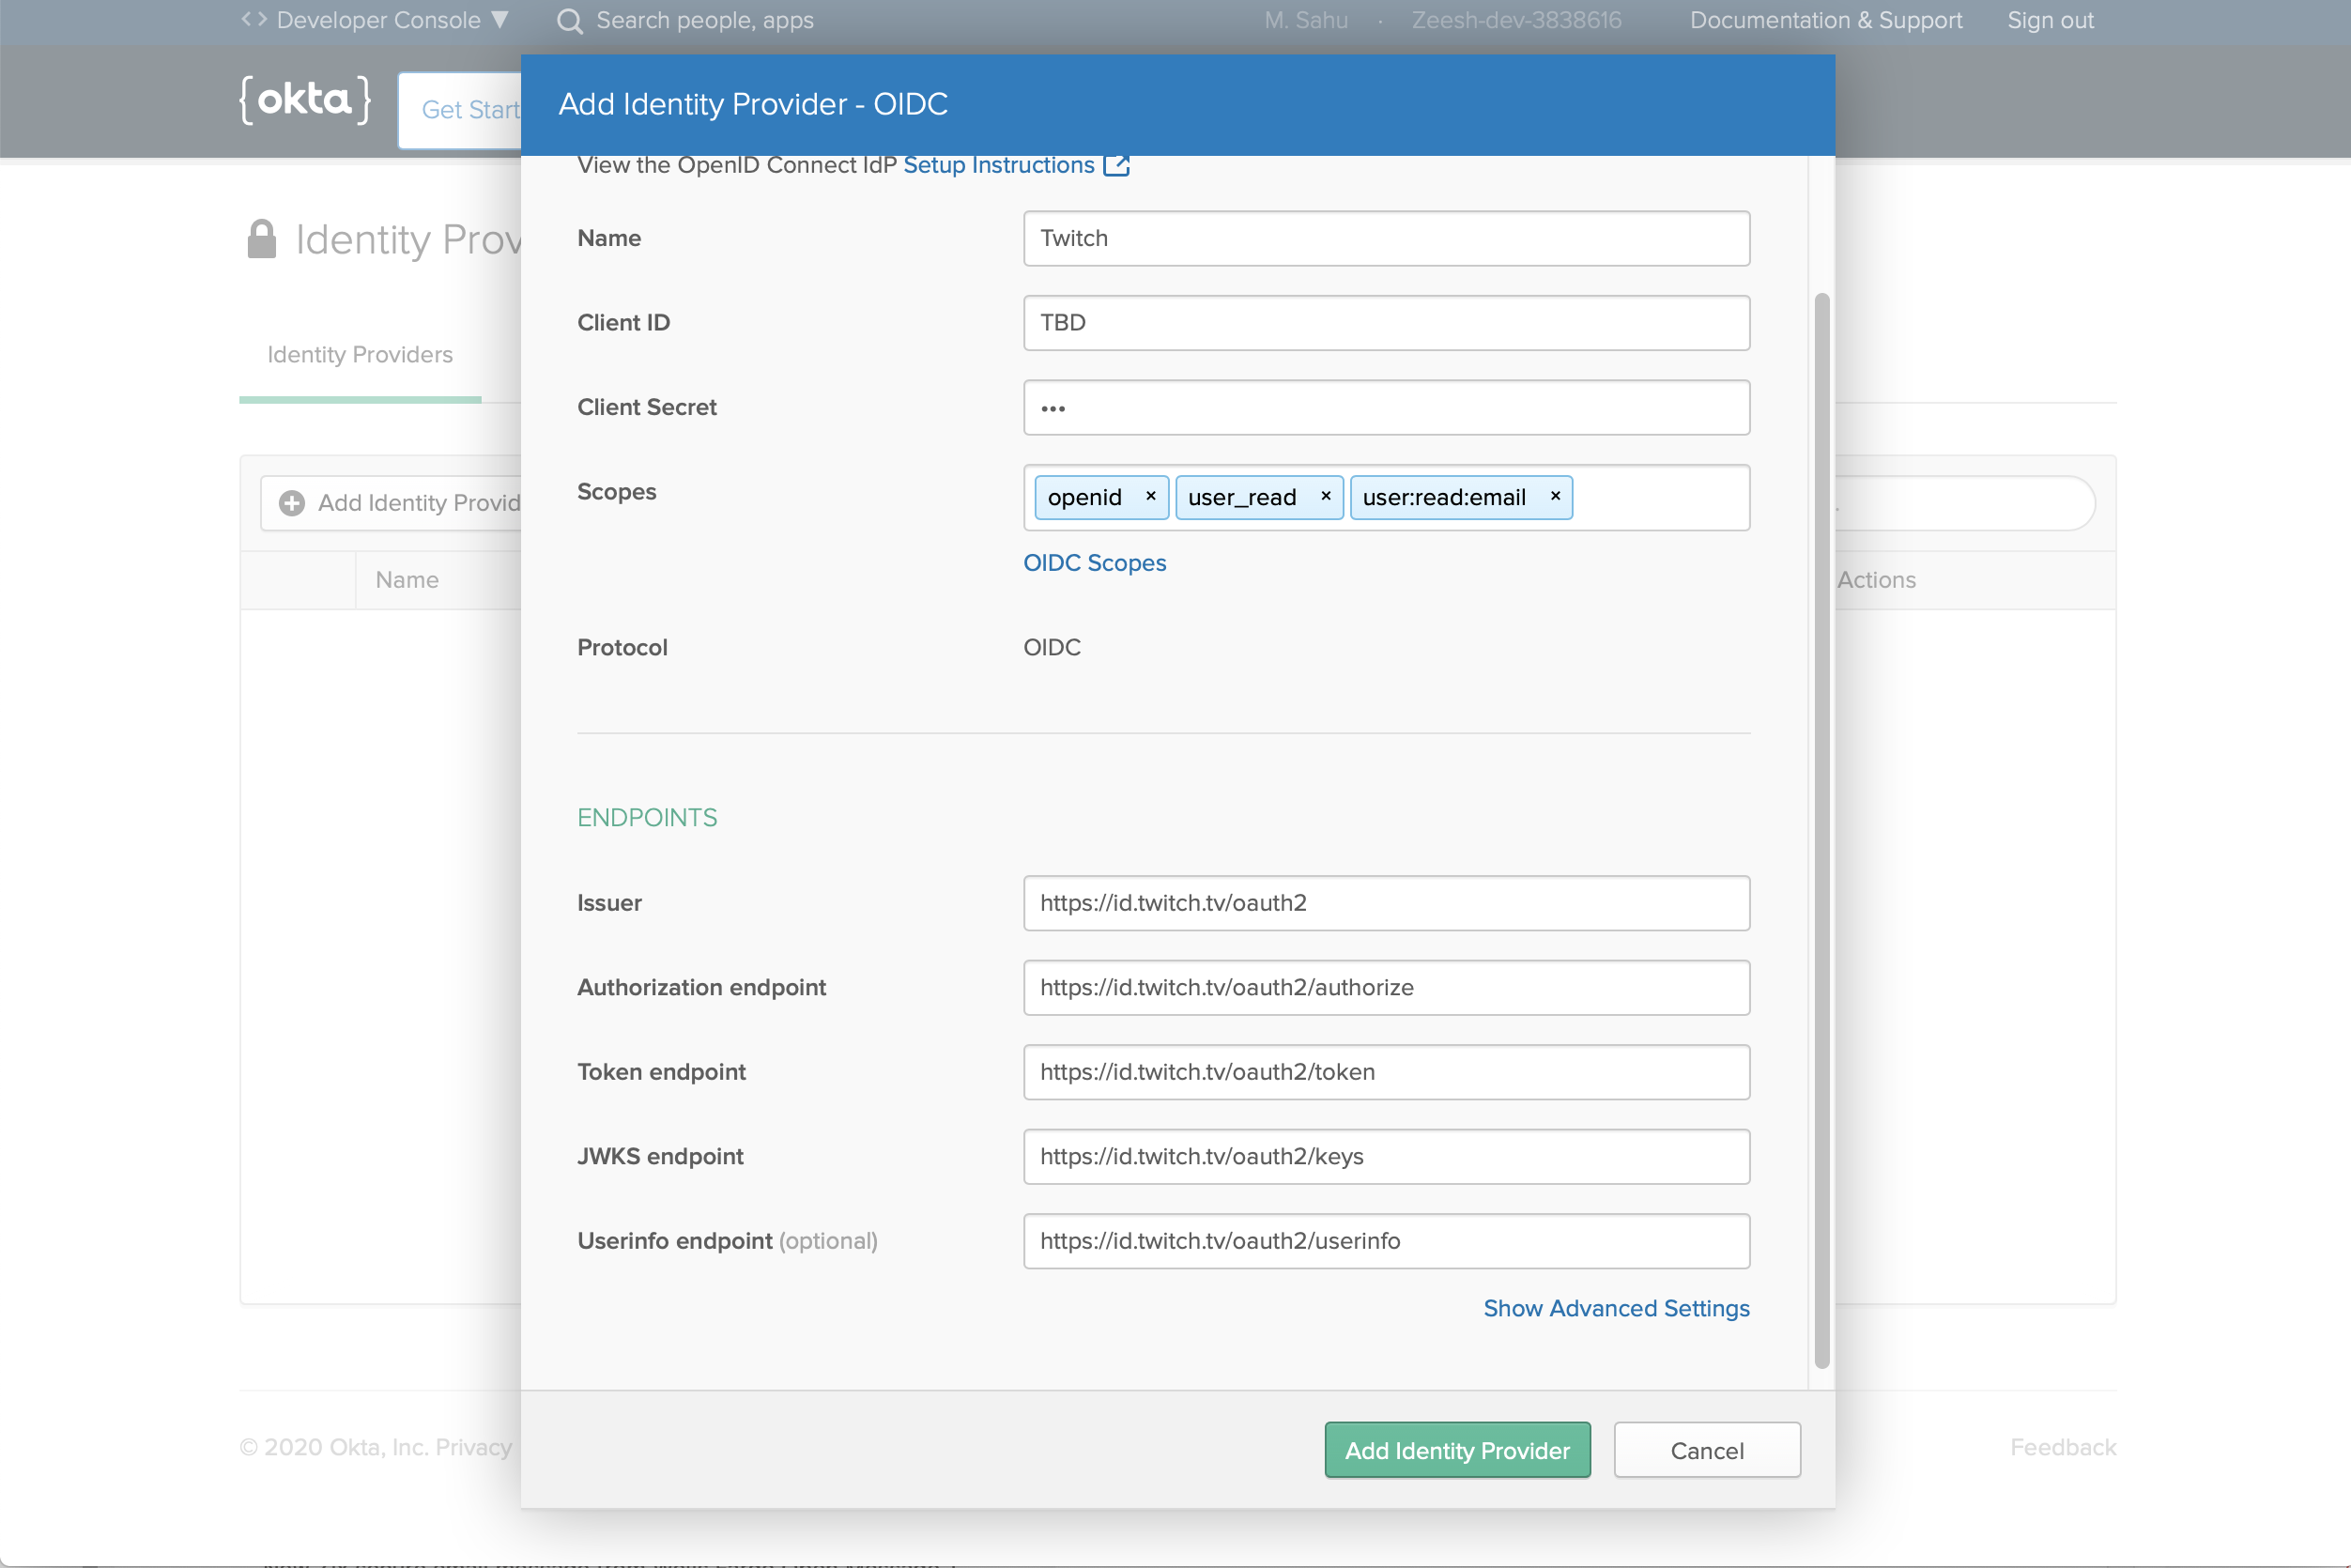 <> Developer Console ▼ Search people, apps M. Sahu · Zeesh-dev-3838616 Documentation & Support Sign out
{okta} Get Start
Add Identity Provider - OIDC
View the OpenID Connect IdP Setup Instructions
Identity Prov
Name Twitch
Client ID TBD
Identity Providers
Client Secret •••
Scopes openid × user_read × user:read:email ×
Add Identity Provid
OIDC Scopes
Name Actions
Protocol OIDC
ENDPOINTS
Issuer https://id.twitch.tv/oauth2
Authorization endpoint https://id.twitch.tv/oauth2/authorize
Token endpoint https://id.twitch.tv/oauth2/token
JWKS endpoint https://id.twitch.tv/oauth2/keys
Userinfo endpoint (optional) https://id.twitch.tv/oauth2/userinfo
Show Advanced Settings
Add Identity Provider Cancel
© 2020 Okta, Inc. Privacy Feedback